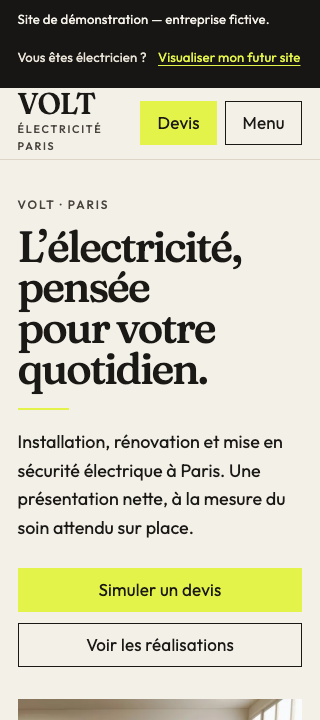 Site de démonstration — entreprise fictive.
Vous êtes électricien ? Visualiser mon futur site
VOLT
ÉLECTRICITÉ
PARIS
Devis
Menu
VOLT · PARIS
L’électricité,
pensée
pour votre
quotidien.
Installation, rénovation et mise en
sécurité électrique à Paris. Une
présentation nette, à la mesure du
soin attendu sur place.
Simuler un devis
Voir les réalisations